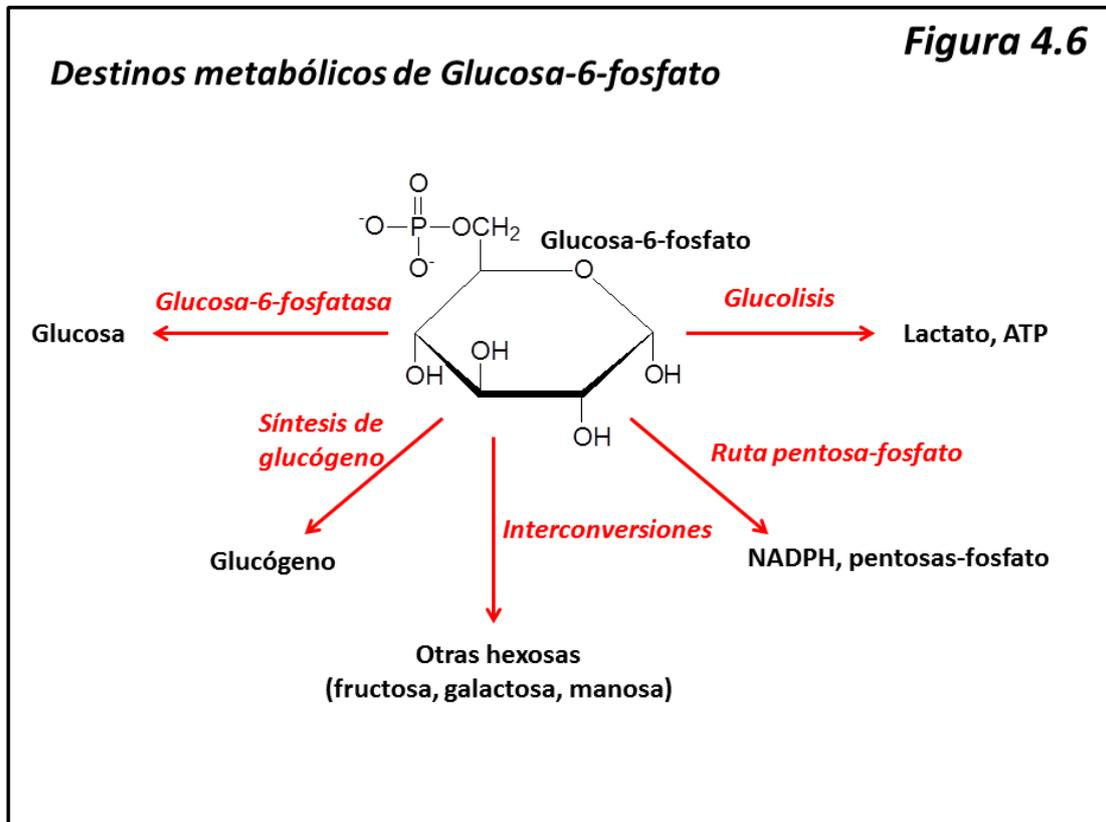 Figura 4.6
Destinos metabólicos de Glucosa-6-fosfato
O
⁻O P OCH₂
O⁻
Glucosa-6-fosfato
O
Glucosa-6-fosfatasa
Glucolisis
Glucosa
Lactato, ATP
OH
OH
OH
OH
Síntesis de
glucógeno
Ruta pentosa-fosfato
Interconversiones
Glucógeno
NADPH, pentosas-fosfato
Otras hexosas
(fructosa, galactosa, manosa)